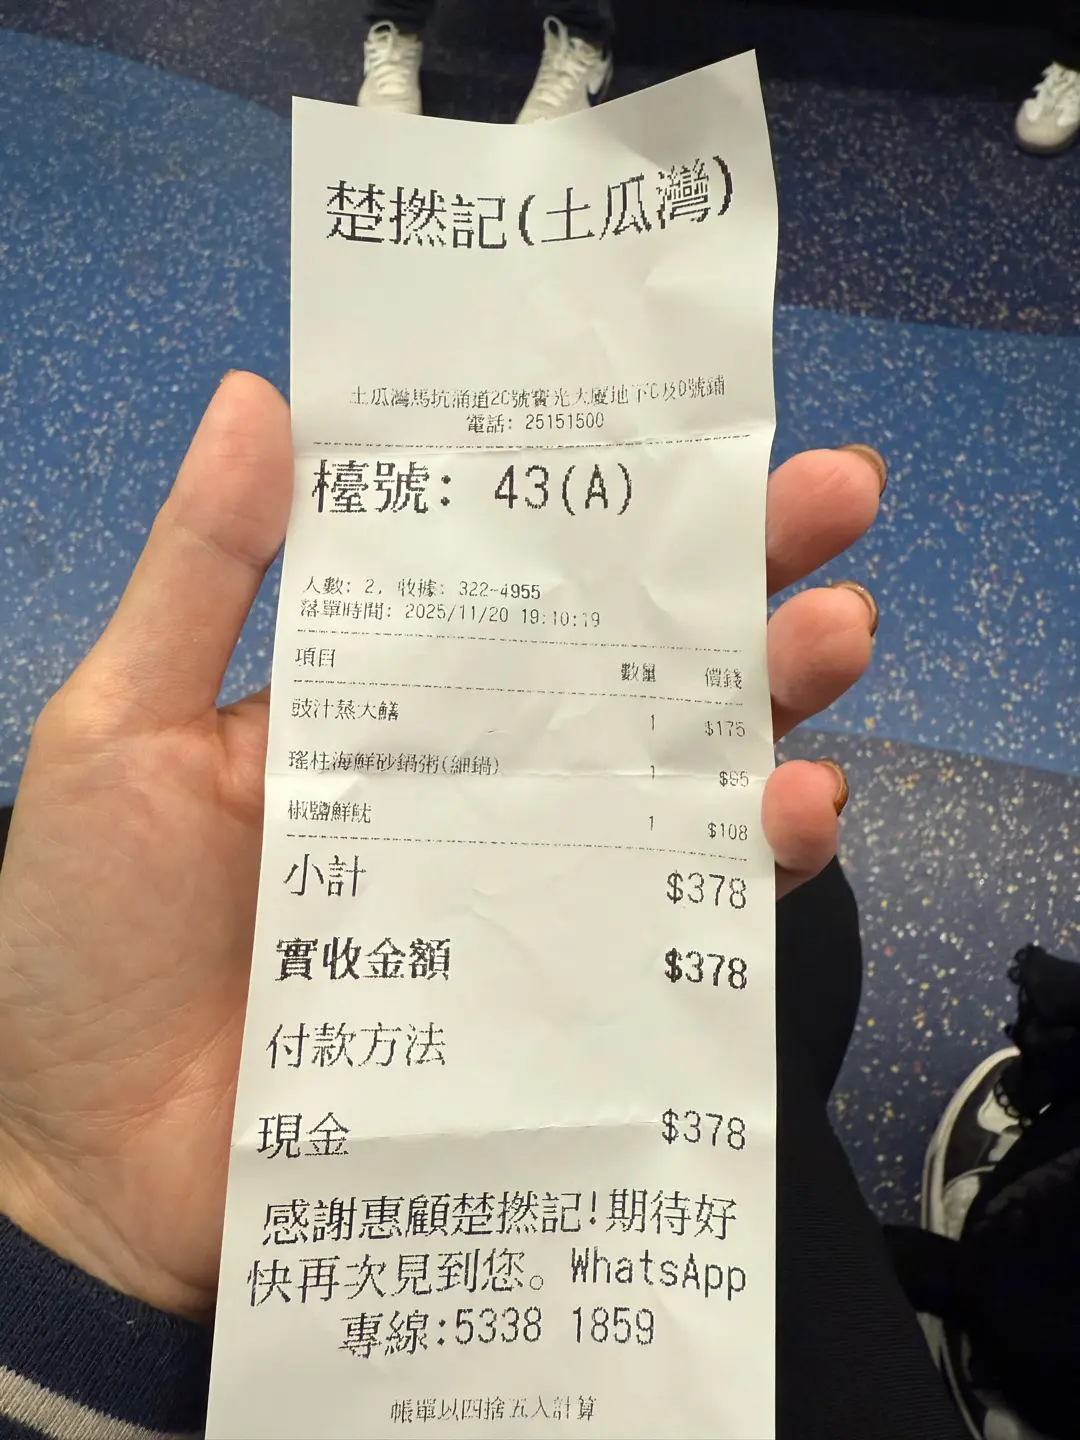 楚撚記(土瓜灣)
土瓜灣馬坑涌道2C號寶光大廈地下C及D號鋪
電話: 25151500
檯號: 43(A)
人數: 2, 收據: 322-4955
落單時間: 2025/11/20 19:10:19
項目 數量 價錢
豉汁蒸大鱔 1 $175
瑤柱海鮮砂鍋粥(細鍋) 1 $95
椒鹽鮮魷 1 $108
小計 $378
實收金額 $378
付款方法
現金 $378
感謝惠顧楚撚記!期待好
快再次見到您。WhatsApp
專線:5338 1859
帳單以四捨五入計算